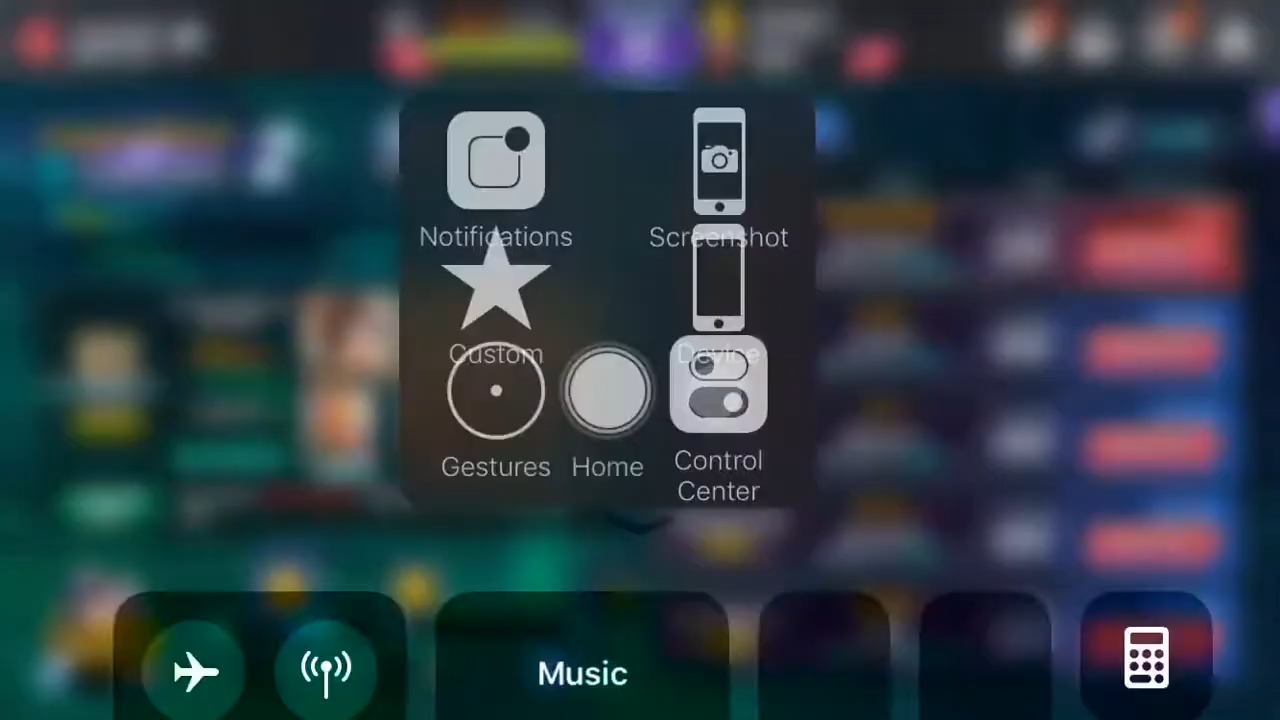 Notifications
Screenshot
Custom
Device
Gestures
Home
Control
Center
Music